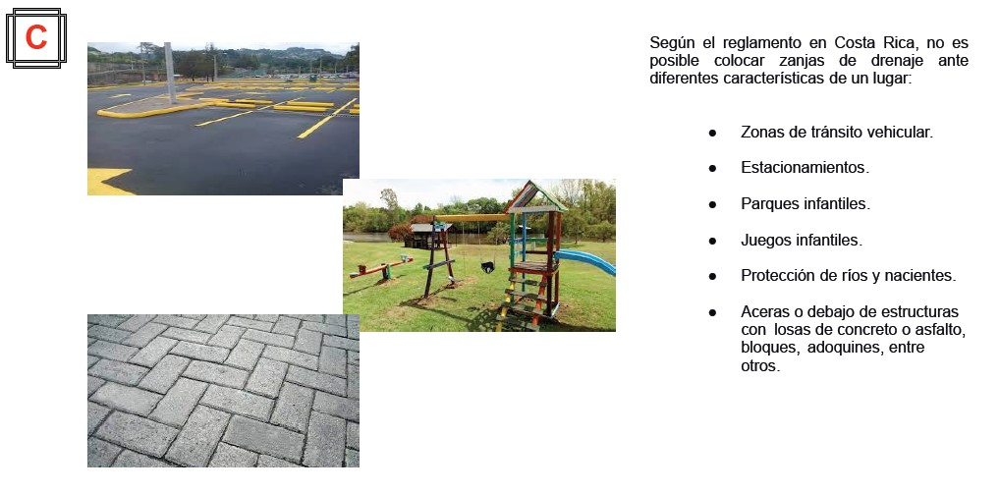 C
Según el reglamento en Costa Rica, no es
posible colocar zanjas de drenaje ante
diferentes características de un lugar:
● Zonas de tránsito vehicular.
● Estacionamientos.
● Parques infantiles.
● Juegos infantiles.
● Protección de ríos y nacientes.
● Aceras o debajo de estructuras
con losas de concreto o asfalto,
bloques, adoquines, entre
otros.